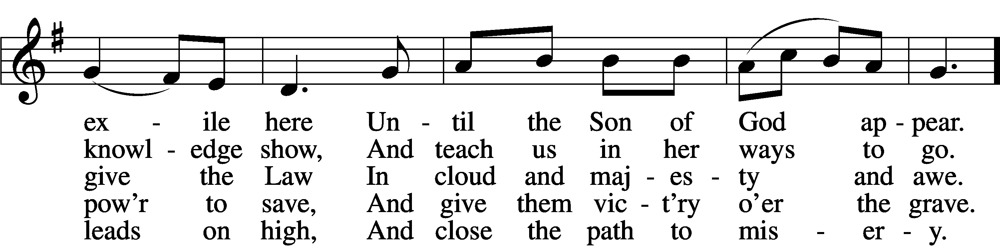 ex - ile here Un - til the Son of God ap - pear.
knowl - edge show, And teach us in her ways to go.
give the Law In cloud and maj - es - ty and awe.
pow’r to save, And give them vic - t’ry o’er the grave.
leads on high, And close the path to mis - er - y.